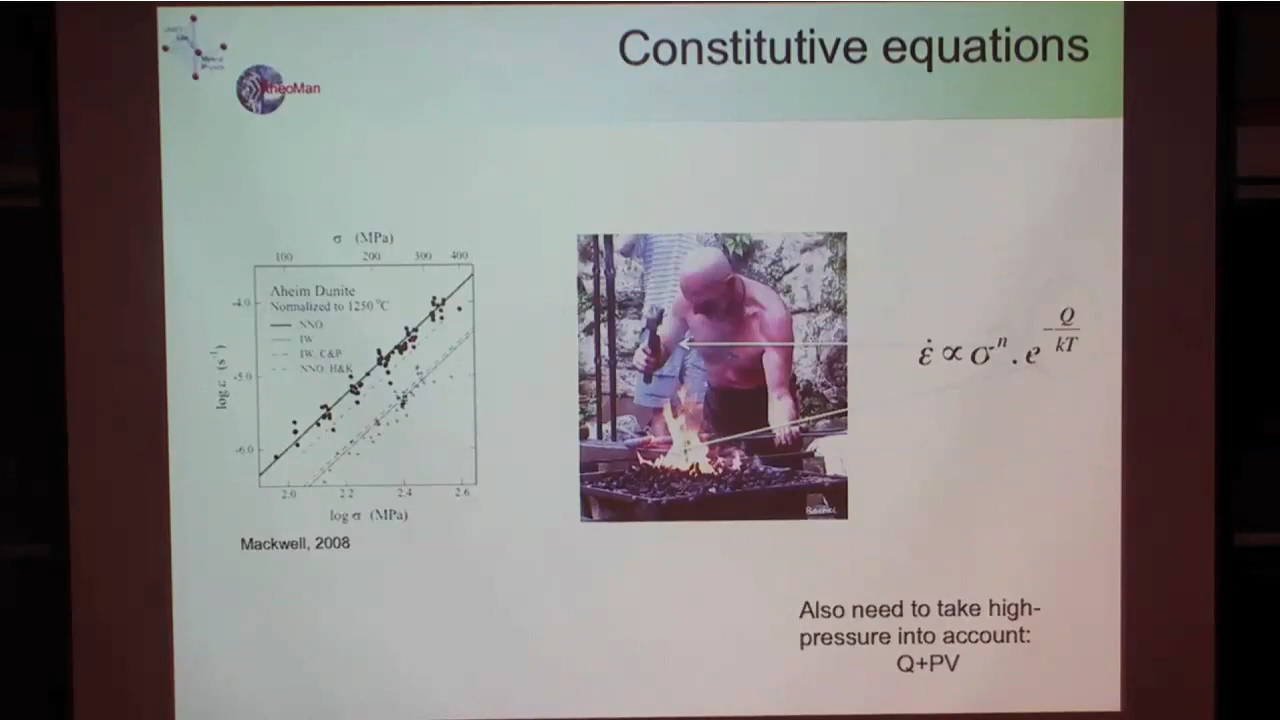 Constitutive equations
RheoMan
σ (MPa)
100 200 300 400
Åheim Dunite
Normalized to 1250 °C
NNO
IW
IW, C&P
NNO, H&K
-4.0
-5.0
-6.0
log ε̇ (s⁻¹)
2.0 2.2 2.4 2.6
log σ (MPa)
Mackwell, 2008
ε̇ ∝ σⁿ . e^(-Q/kT)
Also need to take high-
pressure into account:
Q+PV